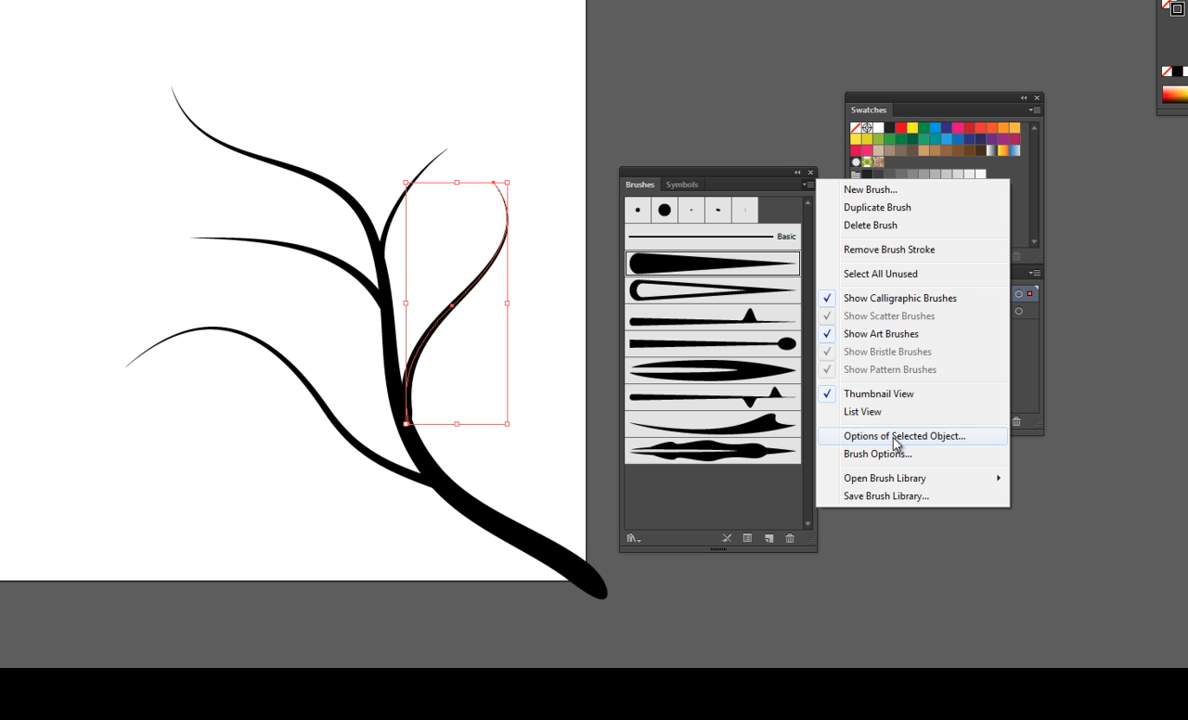 Swatches
Brushes
Symbols
Basic
New Brush...
Duplicate Brush
Delete Brush
Remove Brush Stroke
Select All Unused
Show Calligraphic Brushes
Show Scatter Brushes
Show Art Brushes
Show Bristle Brushes
Show Pattern Brushes
Thumbnail View
List View
Options of Selected Object...
Brush Options...
Open Brush Library
Save Brush Library...